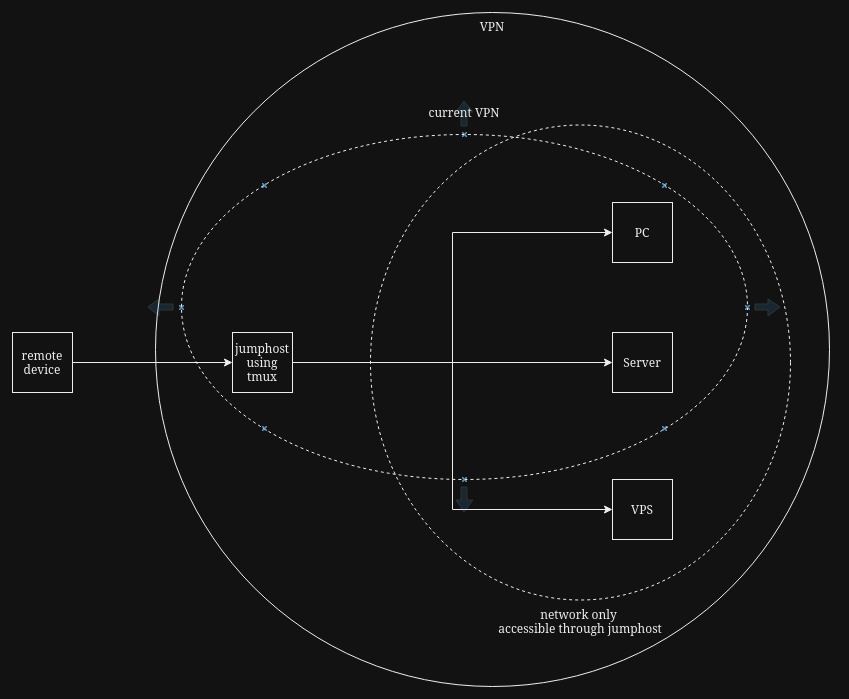 VPN
current VPN
PC
remote
device
jumphost
using
tmux
Server
VPS
network only
accessible through jumphost